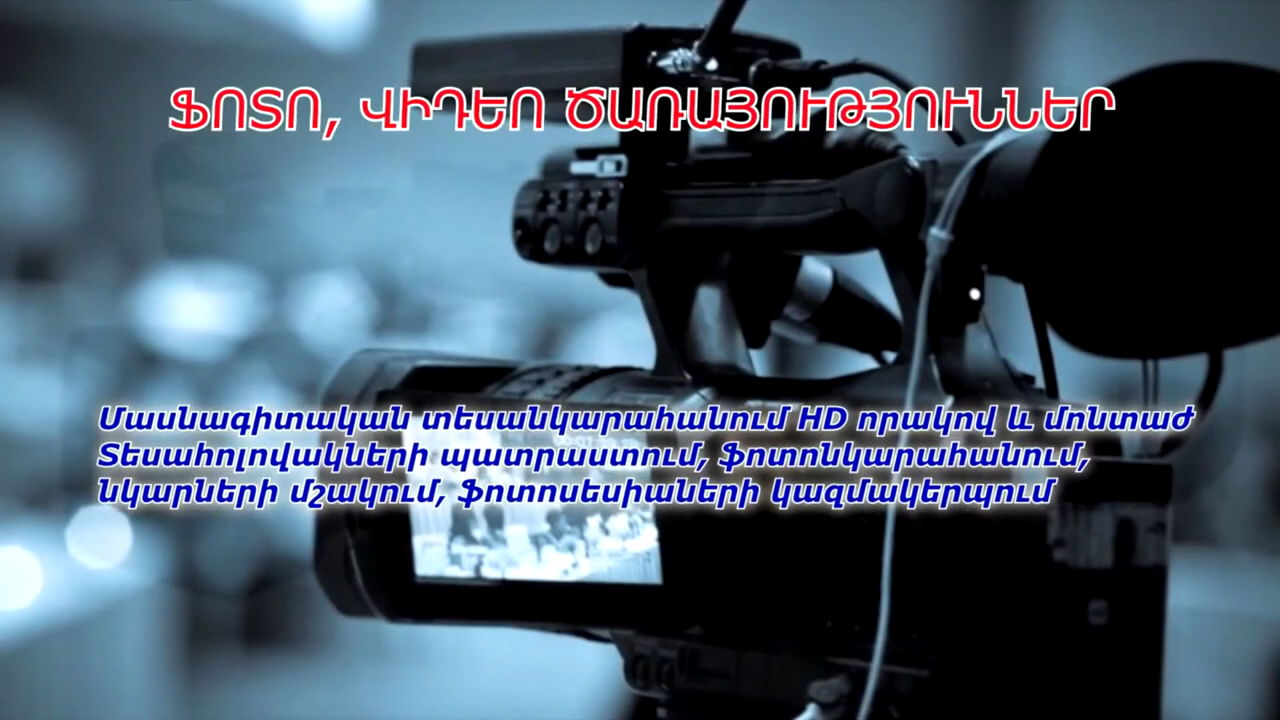 ՖՈՏՈ, ՎԻԴԵՈ ԾԱՌԱՅՈՒԹՅՈՒՆՆԵՐ
Մասնագիտական տեսանկարահանում HD որակով և մոնտաժ
Տեսահոլովակների պատրաստում, ֆոտոնկարահանում,
նկարների մշակում, ֆոտոսեսիաների կազմակերպում